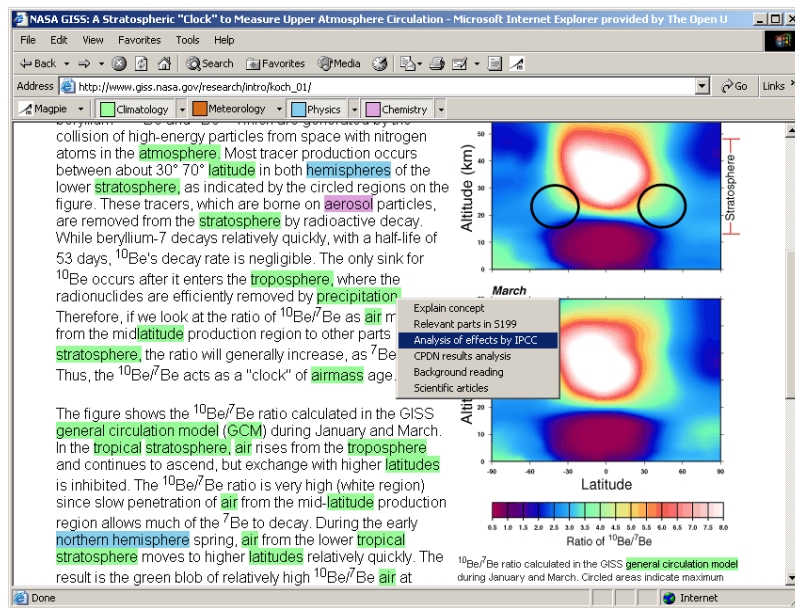 NASA GISS: A Stratospheric "Clock" to Measure Upper Atmosphere Circulation - Microsoft Internet Explorer provided by The Open U
File Edit View Favorites Tools Help
Back Search Favorites Media
Address http://www.giss.nasa.gov/research/intro/koch_01/ Go Links »
Magpie Climatology Meteorology Physics Chemistry
collision of high-energy particles from space with nitrogen
atoms in the atmosphere. Most tracer production occurs
between about 30° 70° latitude in both hemispheres of the
lower stratosphere, as indicated by the circled regions on the
figure. These tracers, which are borne on aerosol particles,
are removed from the stratosphere by radioactive decay.
While beryllium-7 decays relatively quickly, with a half-life of
53 days, ¹⁰Be's decay rate is negligible. The only sink for
¹⁰Be occurs after it enters the troposphere, where the
radionuclides are efficiently removed by precipitation.
Therefore, if we look at the ratio of ¹⁰Be/⁷Be as air m
from the midlatitude production region to other parts
stratosphere, the ratio will generally increase, as ⁷Be
Thus, the ¹⁰Be/⁷Be acts as a "clock" of airmass age.
The figure shows the ¹⁰Be/⁷Be ratio calculated in the GISS
general circulation model (GCM) during January and March.
In the tropical stratosphere, air rises from the troposphere
and continues to ascend, but exchange with higher latitudes
is inhibited. The ¹⁰Be/⁷Be ratio is very high (white region)
since slow penetration of air from the mid-latitude production
region allows much of the ⁷Be to decay. During the early
northern hemisphere spring, air from the lower tropical
stratosphere moves to higher latitudes relatively quickly. The
result is the green blob of relatively high ¹⁰Be/⁷Be air at
Explain concept
Relevant parts in S199
Analysis of effects by IPCC
CPDN results analysis
Background reading
Scientific articles
50
40
30
20
10
0
Altitude (km)
Stratosphere
March
50
Altit
20
10
0
-90 -60 -30 0 30 60 90
Latitude
0.5 1.0 1.5 2.0 2.5 3.0 3.5 4.0 4.5 5.0 5.5 6.0 6.5 7.0 7.5 8.0
Ratio of ¹⁰Be/⁷Be
¹⁰Be/⁷Be ratio calculated in the GISS general circulation model
during January and March. Circled areas indicate maximum
Done Internet